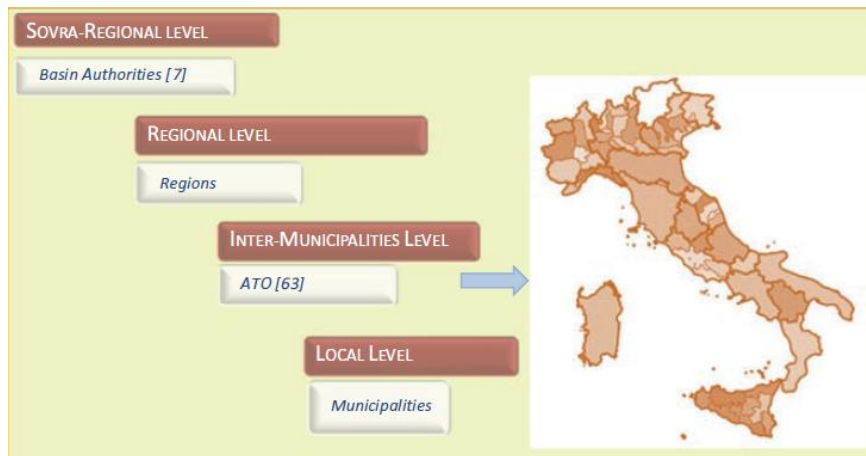 SOVRA-REGIONAL LEVEL
Basin Authorities [7]
REGIONAL LEVEL
Regions
INTER-MUNICIPALITIES LEVEL
ATO [63]
LOCAL LEVEL
Municipalities